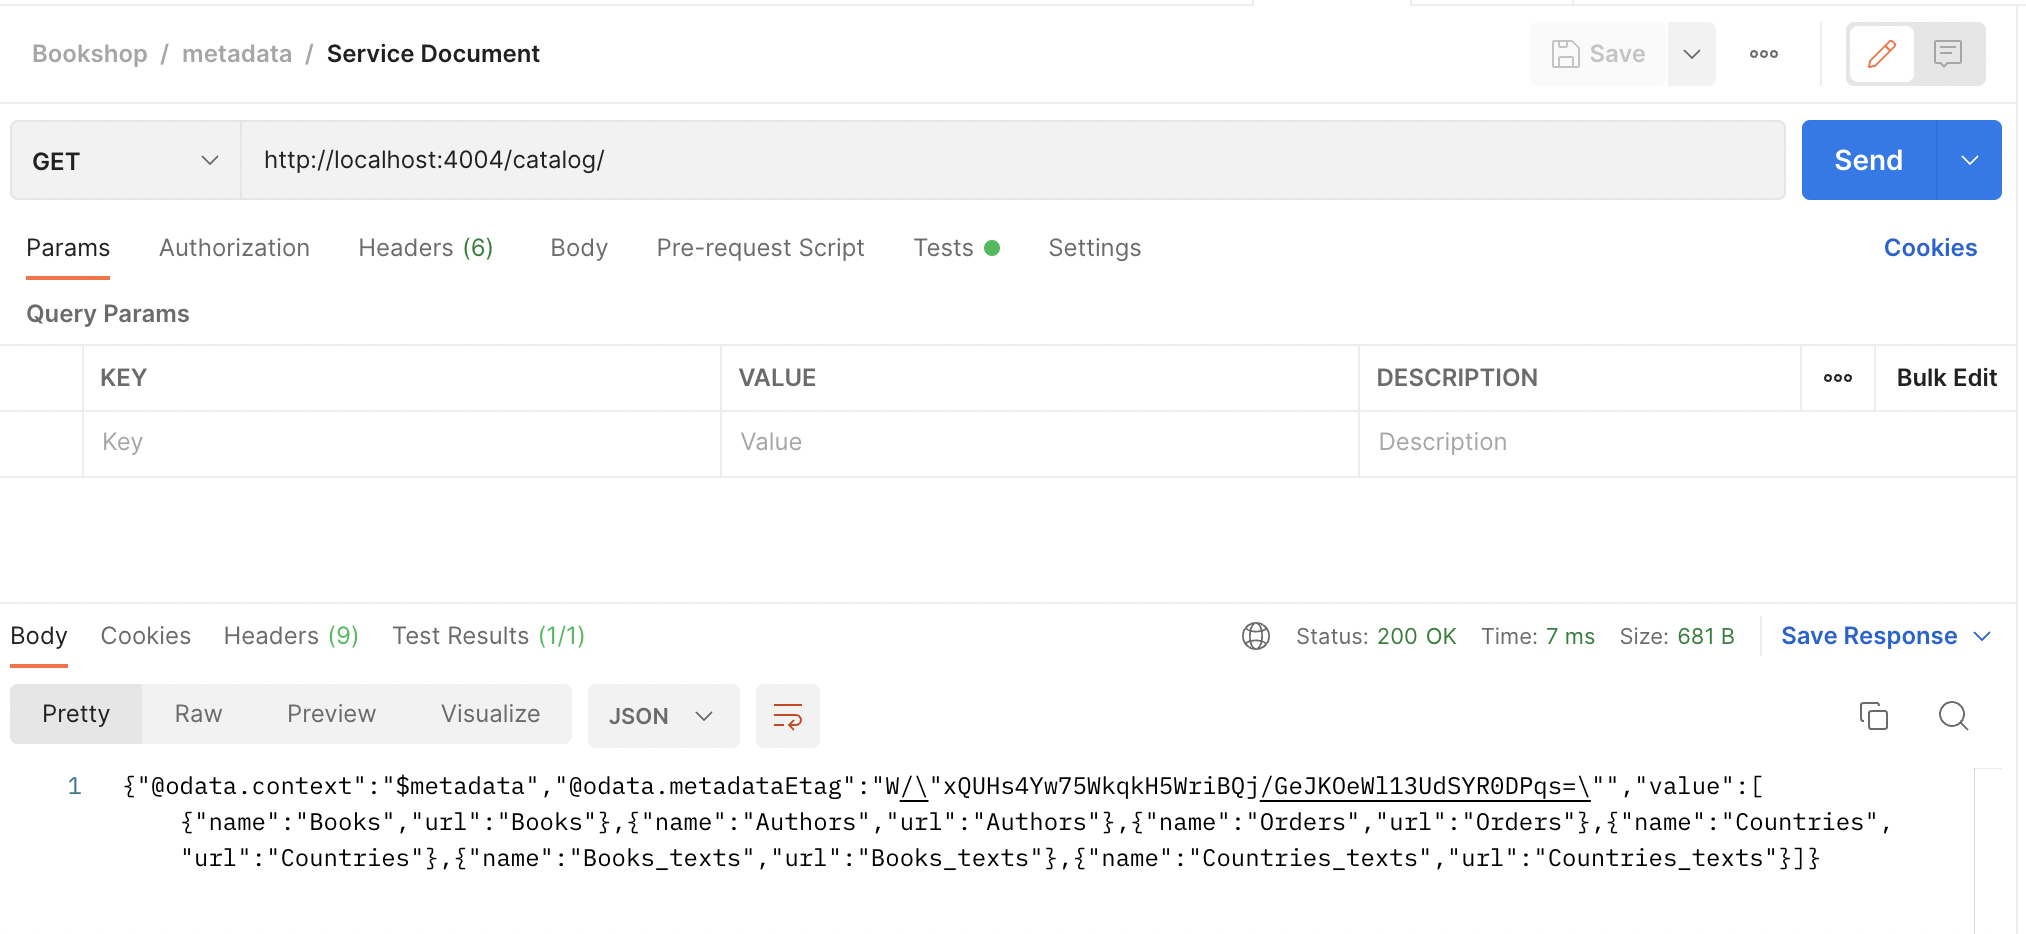 Bookshop / metadata / Service Document
Save
GET
http://localhost:4004/catalog/
Send
Params Authorization Headers (6) Body Pre-request Script Tests Settings Cookies
Query Params
KEY VALUE DESCRIPTION Bulk Edit
Key Value Description
Body Cookies Headers (9) Test Results (1/1) Status: 200 OK Time: 7 ms Size: 681 B Save Response
Pretty Raw Preview Visualize JSON
1 {"@odata.context":"$metadata","@odata.metadataEtag":"W/\"xQUHs4Yw75WkqkH5WriBQj/GeJKOeWl13UdSYR0DPqs=\"","value":[
{"name":"Books","url":"Books"},{"name":"Authors","url":"Authors"},{"name":"Orders","url":"Orders"},{"name":"Countries",
"url":"Countries"},{"name":"Books_texts","url":"Books_texts"},{"name":"Countries_texts","url":"Countries_texts"}]}